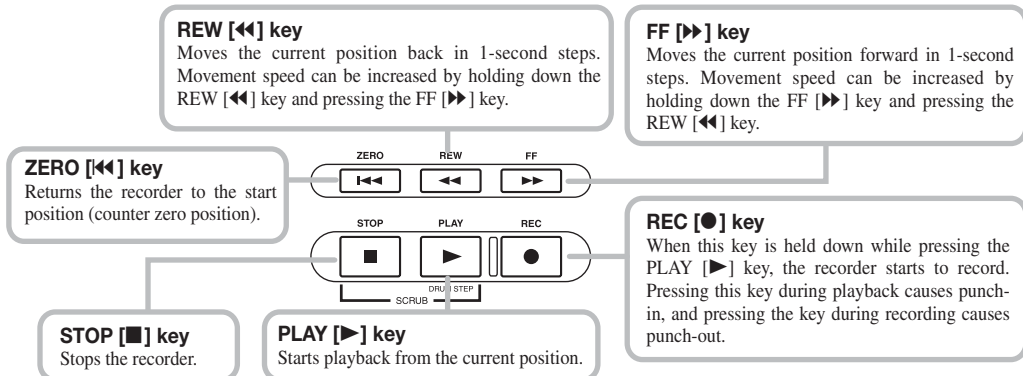 REW [◀◀] key
Moves the current position back in 1-second steps.
Movement speed can be increased by holding down the
REW [◀◀] key and pressing the FF [▶▶] key.
FF [▶▶] key
Moves the current position forward in 1-second
steps. Movement speed can be increased by
holding down the FF [▶▶] key and pressing the
REW [◀◀] key.
ZERO [|◀◀] key
Returns the recorder to the start
position (counter zero position).
ZERO REW FF
STOP PLAY REC
DRUM STEP
SCRUB
REC [●] key
When this key is held down while pressing the
PLAY [▶] key, the recorder starts to record.
Pressing this key during playback causes punch-
in, and pressing the key during recording causes
punch-out.
STOP [■] key
Stops the recorder.
PLAY [▶] key
Starts playback from the current position.